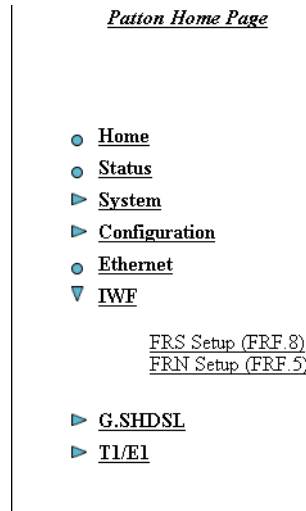 Patton Home Page
Home
Status
System
Configuration
Ethernet
IWF
FRS Setup (FRF.8)
FRN Setup (FRF.5)
G.SHDSL
T1/E1